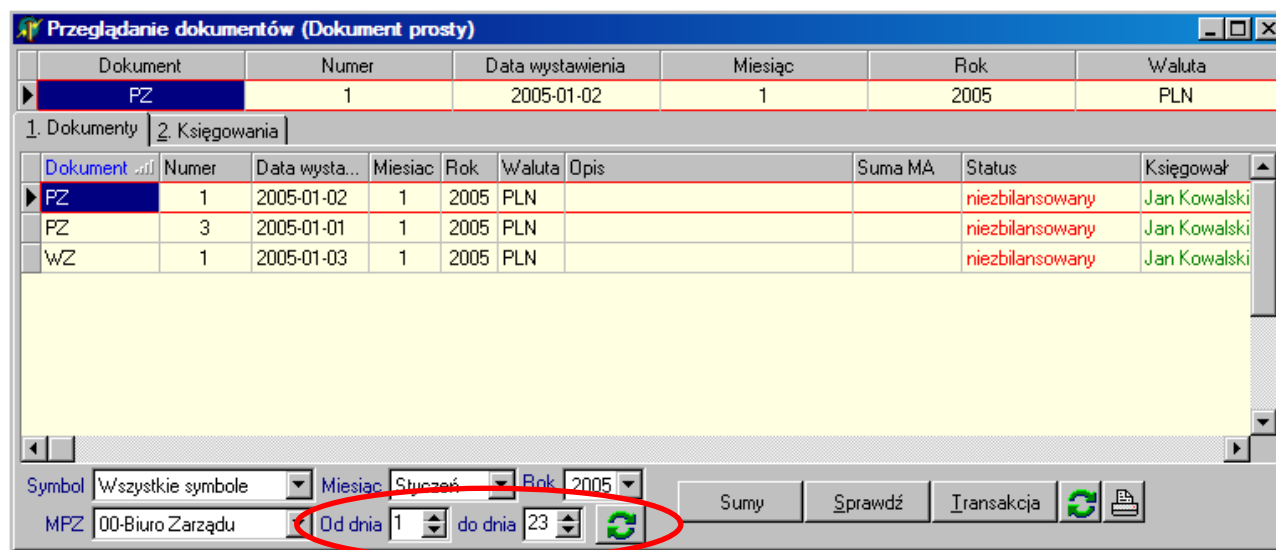 Przeglądanie dokumentów (Dokument prosty)
Dokument Numer Data wystawienia Miesiąc Rok Waluta
PZ 1 2005-01-02 1 2005 PLN
1. Dokumenty 2. Księgowania
Dokument Numer Data wysta... Miesiac Rok Waluta Opis Suma MA Status Księgował
PZ 1 2005-01-02 1 2005 PLN niezbilansowany Jan Kowalski
PZ 3 2005-01-01 1 2005 PLN niezbilansowany Jan Kowalski
WZ 1 2005-01-03 1 2005 PLN niezbilansowany Jan Kowalski
Symbol Wszystkie symbole Miesiąc Styczeń Rok 2005 Sumy Sprawdź Transakcja
MPZ 00-Biuro Zarządu Od dnia 1 do dnia 23